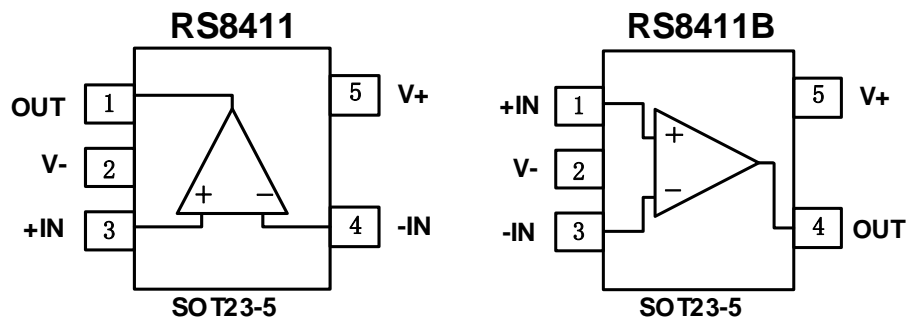 RS8411
OUT 1
5 V+
V- 2
+ −
+IN 3
4 -IN
SOT23-5
RS8411B
+IN 1
5 V+
+
V- 2
−
-IN 3
4 OUT
SOT23-5